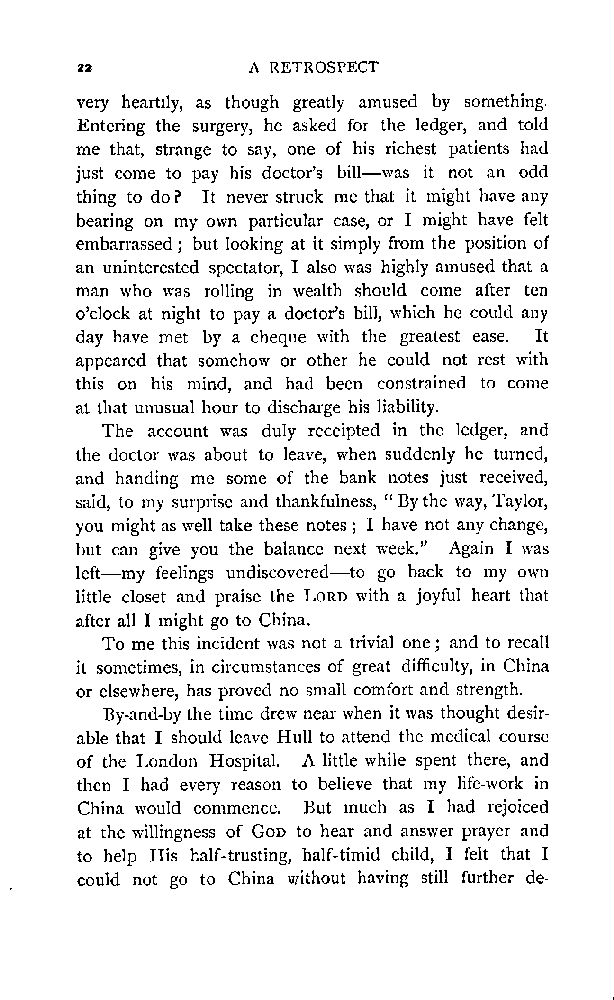 22 A RETROSPECT
very heartily, as though greatly amused by something.
Entering the surgery, he asked for the ledger, and told
me that, strange to say, one of his richest patients had
just come to pay his doctor's bill—was it not an odd
thing to do? It never struck me that it might have any
bearing on my own particular case, or I might have felt
embarrassed; but looking at it simply from the position of
an uninterested spectator, I also was highly amused that a
man who was rolling in wealth should come after ten
o'clock at night to pay a doctor's bill, which he could any
day have met by a cheque with the greatest ease. It
appeared that somehow or other he could not rest with
this on his mind, and had been constrained to come
at that unusual hour to discharge his liability.
The account was duly receipted in the ledger, and
the doctor was about to leave, when suddenly he turned,
and handing me some of the bank notes just received,
said, to my surprise and thankfulness, "By the way, Taylor,
you might as well take these notes; I have not any change,
but can give you the balance next week." Again I was
left—my feelings undiscovered—to go back to my own
little closet and praise the LORD with a joyful heart that
after all I might go to China.
To me this incident was not a trivial one; and to recall
it sometimes, in circumstances of great difficulty, in China
or elsewhere, has proved no small comfort and strength.
By-and-by the time drew near when it was thought desir-
able that I should leave Hull to attend the medical course
of the London Hospital. A little while spent there, and
then I had every reason to believe that my life-work in
China would commence. But much as I had rejoiced
at the willingness of GOD to hear and answer prayer and
to help His half-trusting, half-timid child, I felt that I
could not go to China without having still further de-